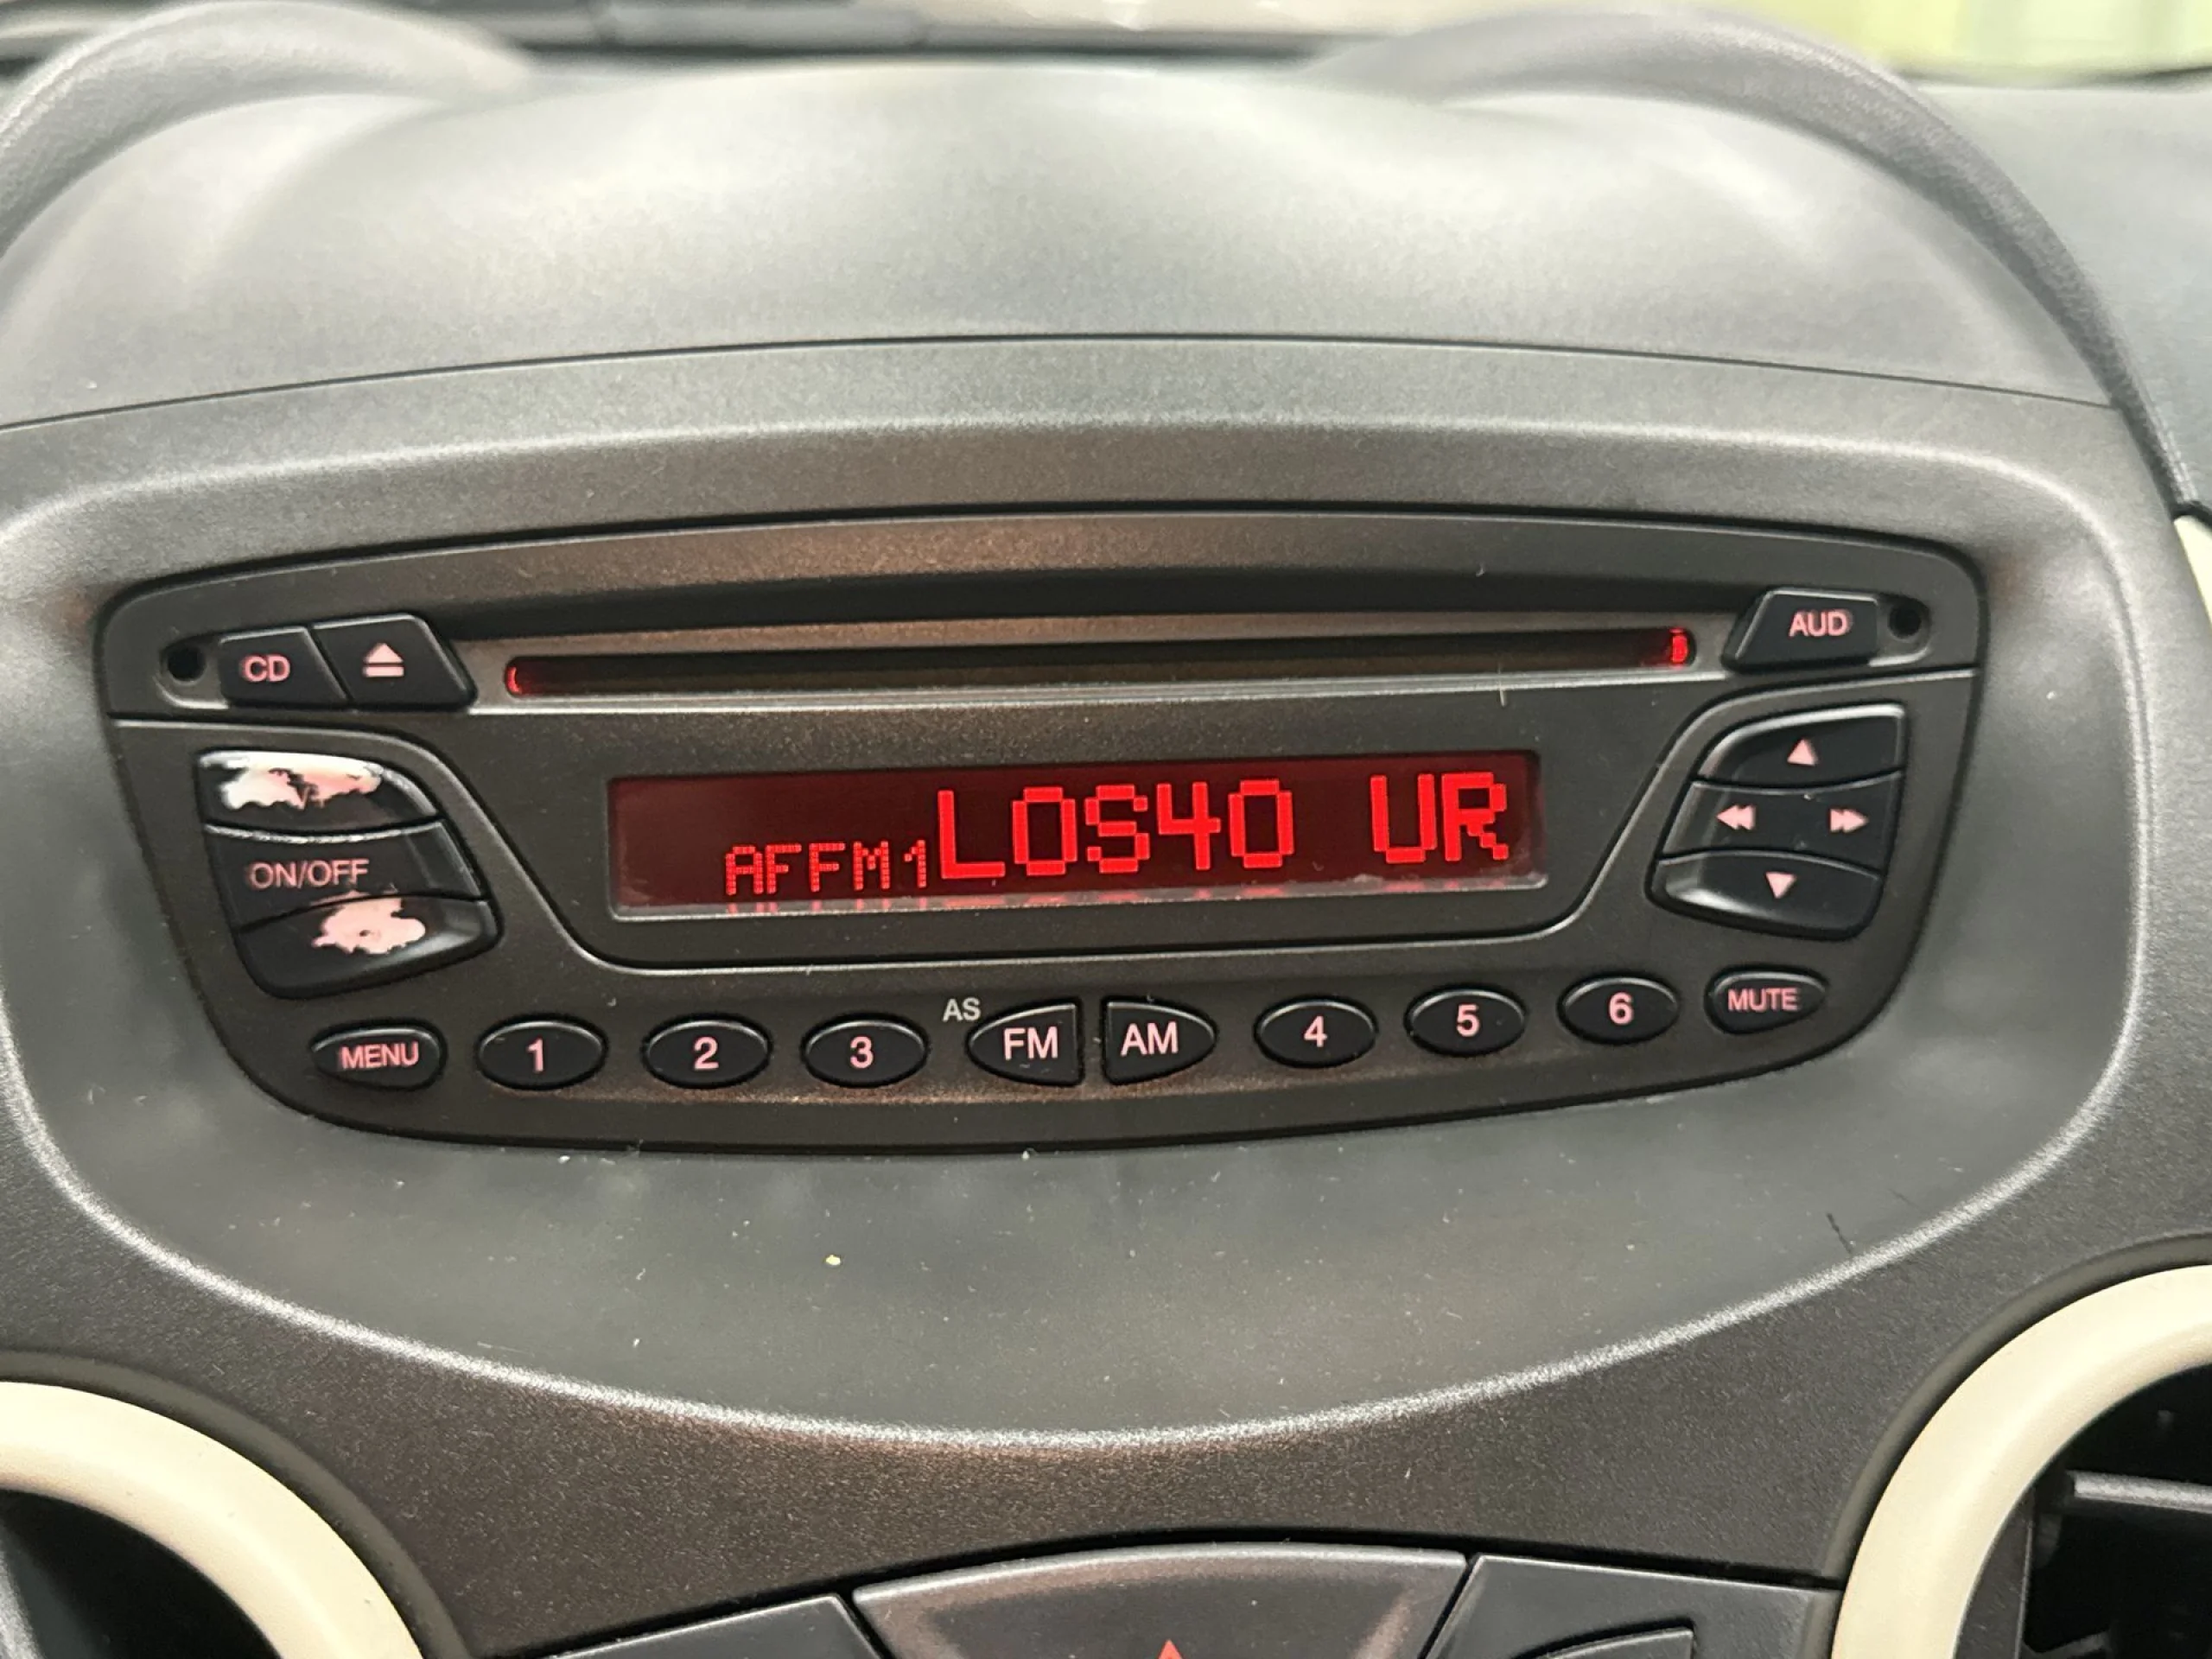 CD
AUD
ON/OFF
AFFM1 LOS40 UR
MENU 1 2 3 AS FM AM 4 5 6 MUTE